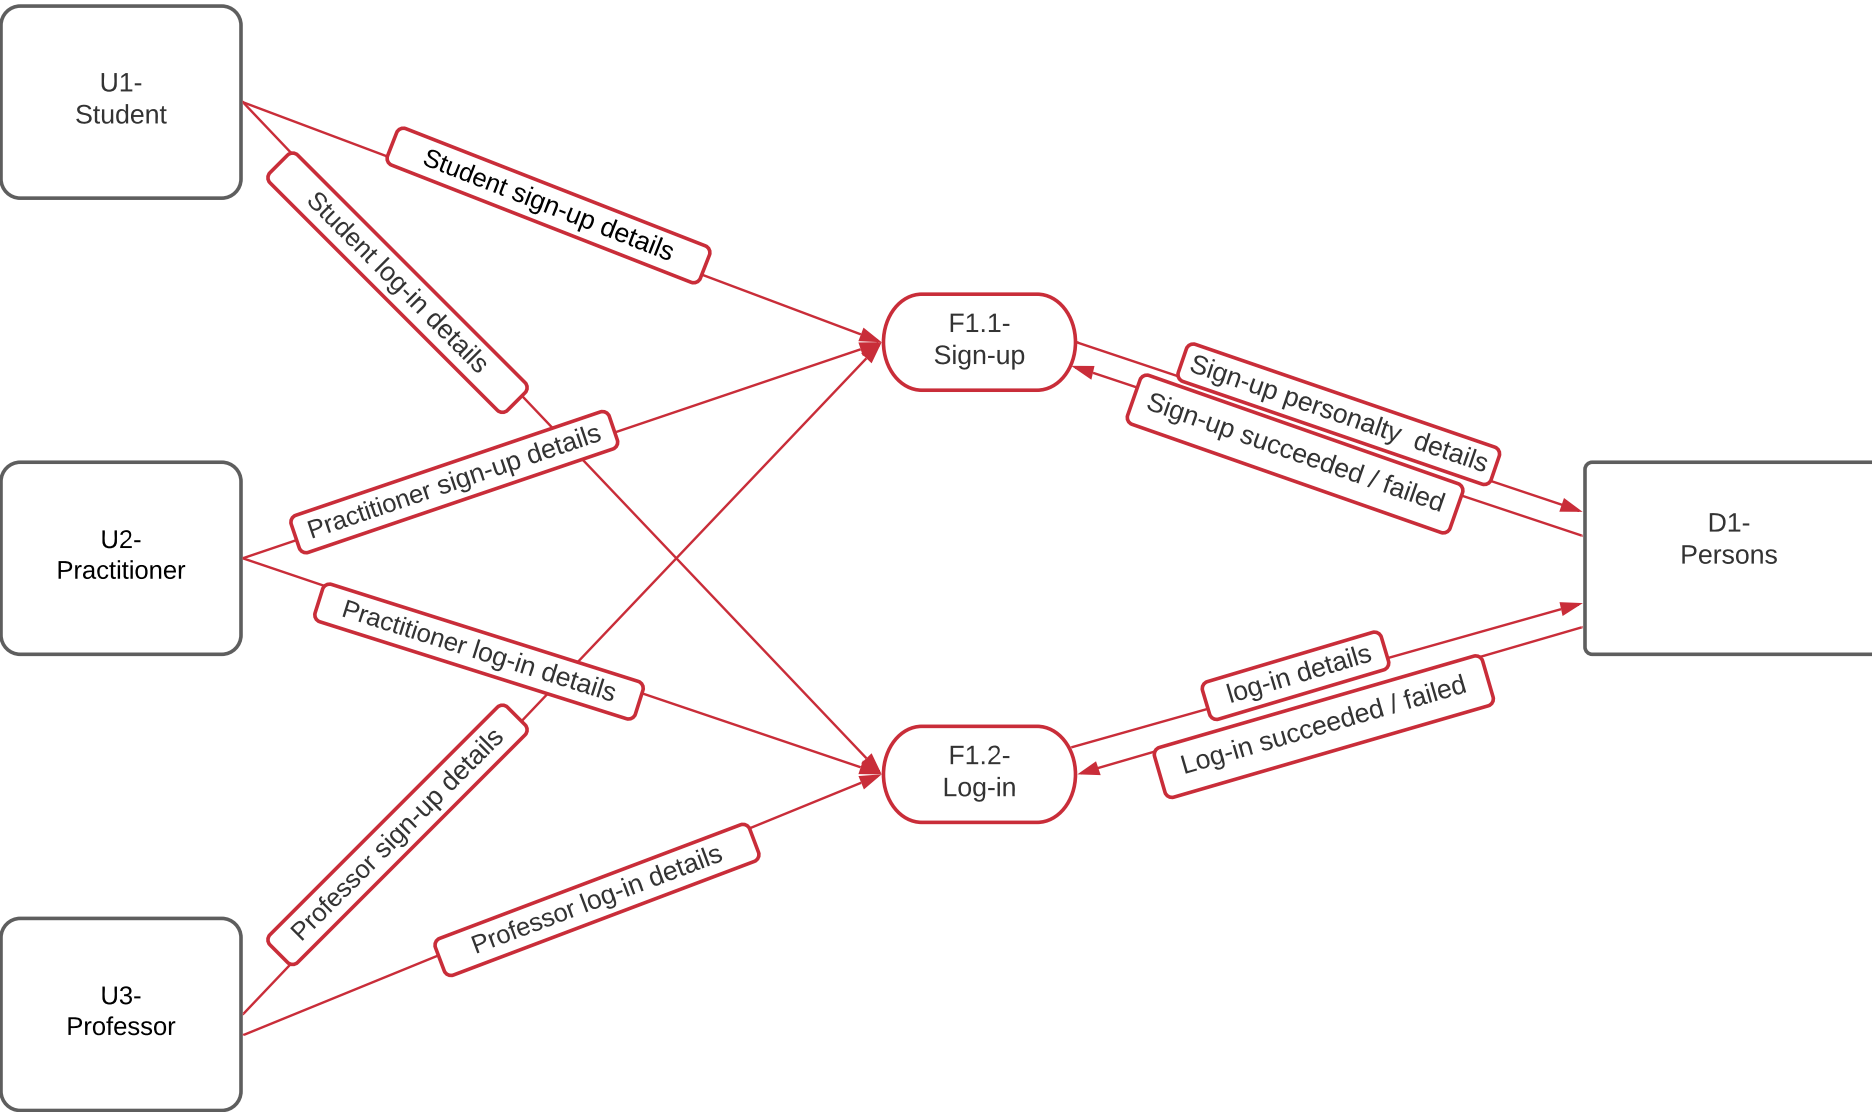 U1-
Student
Student sign-up details
Student log-in details
F1.1-
Sign-up
Sign-up personalty details
Sign-up succeeded / failed
Practitioner sign-up details
U2-
Practitioner
D1-
Persons
Practitioner log-in details
log-in details
Log-in succeeded / failed
F1.2-
Log-in
Professor sign-up details
Professor log-in details
U3-
Professor